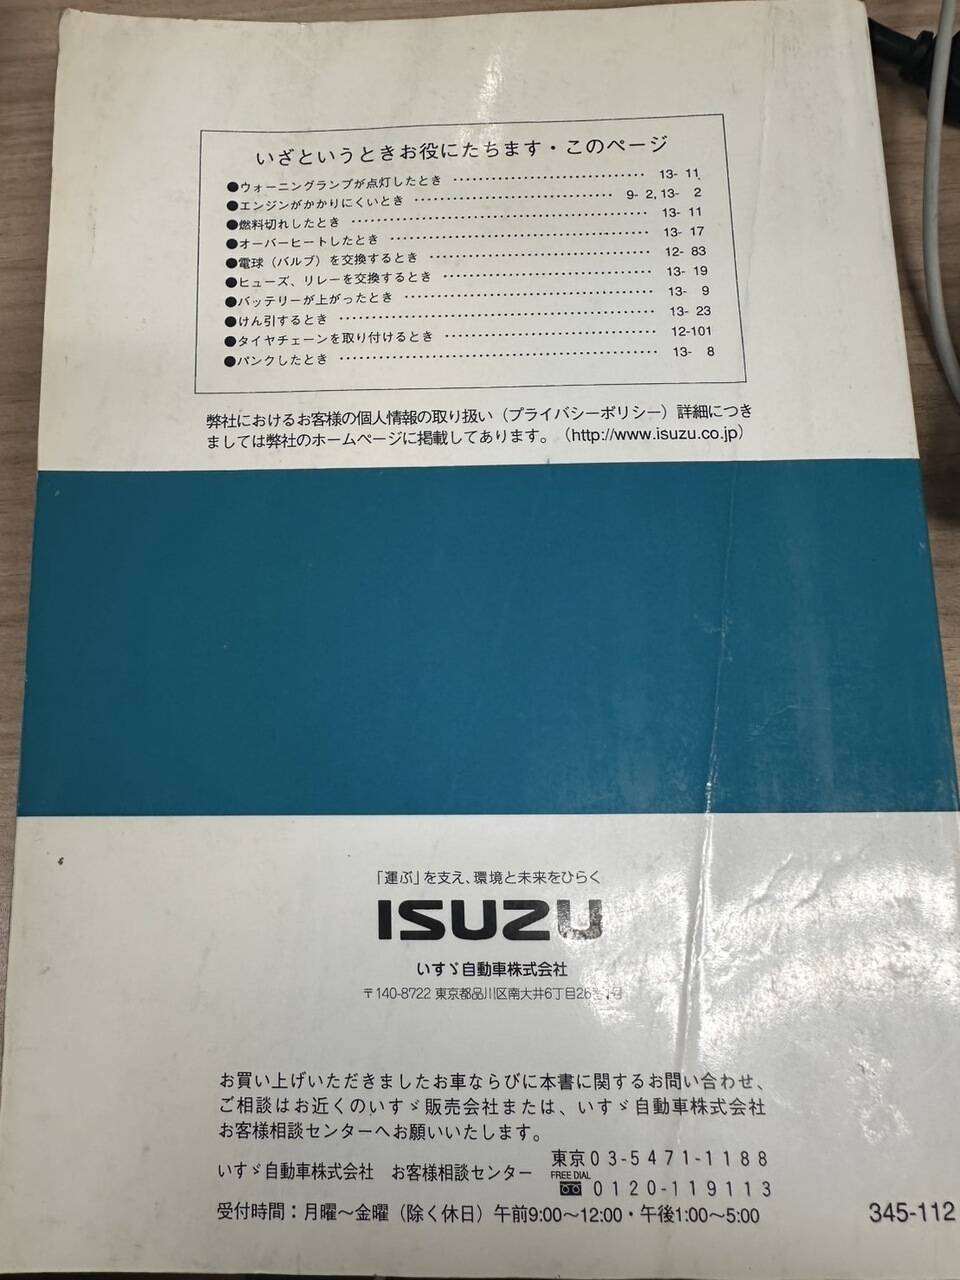 いざというときお役にたちます・このページ
●ウォーニングランプが点灯したとき 13- 11
●エンジンがかかりにくいとき 9- 2, 13- 2
●燃料切れしたとき 13- 11
●オーバーヒートしたとき 13- 17
●電球（バルブ）を交換するとき 12- 83
●ヒューズ、リレーを交換するとき 13- 19
●バッテリーが上がったとき 13- 9
●けん引するとき 13- 23
●タイヤチェーンを取り付けるとき 12-101
●パンクしたとき 13- 8
弊社におけるお客様の個人情報の取り扱い（プライバシーポリシー）詳細につき
ましては弊社のホームページに掲載してあります。（http://www.isuzu.co.jp）
「運ぶ」を支え、環境と未来をひらく
ISUZU
いすゞ自動車株式会社
〒140-8722 東京都品川区南大井6丁目26番1号
お買い上げいただきましたお車ならびに本書に関するお問い合わせ、
ご相談はお近くのいすゞ販売会社または、いすゞ自動車株式会社
お客様相談センターへお願いいたします。
いすゞ自動車株式会社 お客様相談センター 東京03-5471-1188
FREE DIAL 0120-119113
受付時間：月曜〜金曜（除く休日）午前9:00〜12:00・午後1:00〜5:00
345-112